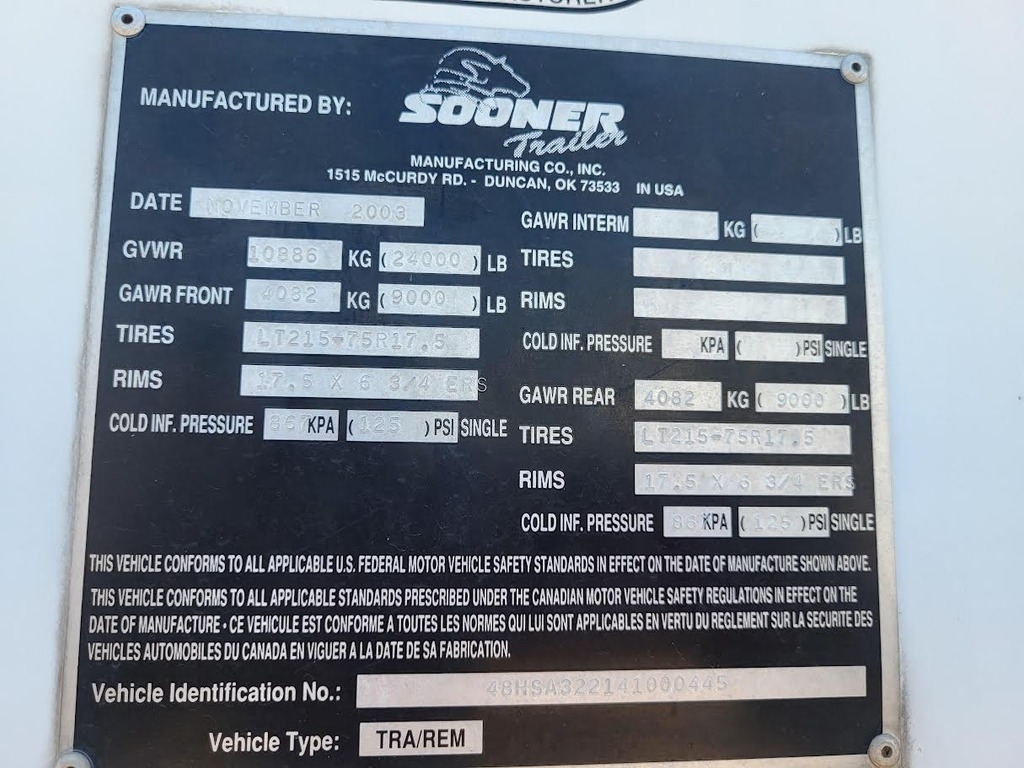 MANUFACTURED BY:
SOONER
Trailer
MANUFACTURING CO., INC.
1515 McCURDY RD. - DUNCAN, OK 73533 IN USA
DATE NOVEMBER 2003
GVWR 10886 KG (24000) LB
GAWR FRONT 4082 KG (9000) LB
TIRES LT215-75R17.5
RIMS 17.5 X 6 3/4 ERS
COLD INF. PRESSURE 867 KPA (125) PSI SINGLE
GAWR INTERM KG ( ) LB
TIRES
RIMS
COLD INF. PRESSURE KPA ( ) PSI SINGLE
GAWR REAR 4082 KG (9000) LB
TIRES LT215-75R17.5
RIMS 17.5 X 6 3/4 ERS
COLD INF. PRESSURE 86 KPA (125) PSI SINGLE
THIS VEHICLE CONFORMS TO ALL APPLICABLE U.S. FEDERAL MOTOR VEHICLE SAFETY STANDARDS IN EFFECT ON THE DATE OF MANUFACTURE SHOWN ABOVE.
THIS VEHICLE CONFORMS TO ALL APPLICABLE STANDARDS PRESCRIBED UNDER THE CANADIAN MOTOR VEHICLE SAFETY REGULATIONS IN EFFECT ON THE
DATE OF MANUFACTURE • CE VEHICULE EST CONFORME A TOUTES LES NORMES QUI LUI SONT APPLICABLES EN VERTU DU REGLEMENT SUR LA SECURITE DES
VEHICLES AUTOMOBILES DU CANADA EN VIGUER A LA DATE DE SA FABRICATION.
Vehicle Identification No.: 48HSA322141000445
Vehicle Type: TRA/REM